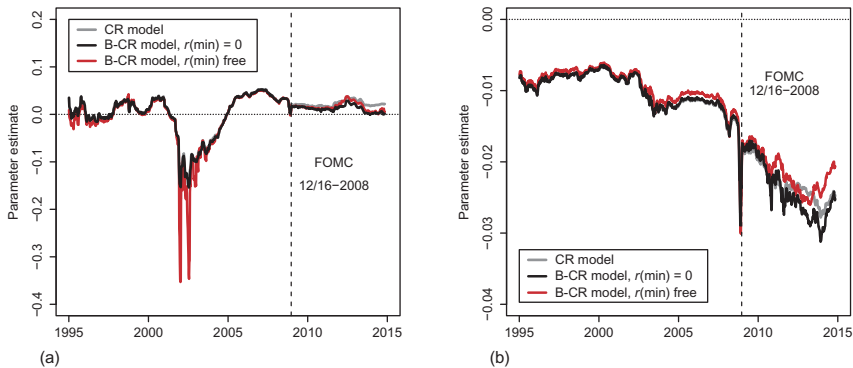 CR model
B-CR model, r(min) = 0
B-CR model, r(min) free
Parameter estimate
0.2
0.1
0.0
−0.1
−0.2
−0.3
−0.4
FOMC
12/16−2008
1995
2000
2005
2010
2015
(a)
Parameter estimate
0.00
−0.01
−0.02
−0.03
−0.04
FOMC
12/16−2008
CR model
B-CR model, r(min) = 0
B-CR model, r(min) free
1995
2000
2005
2010
2015
(b)